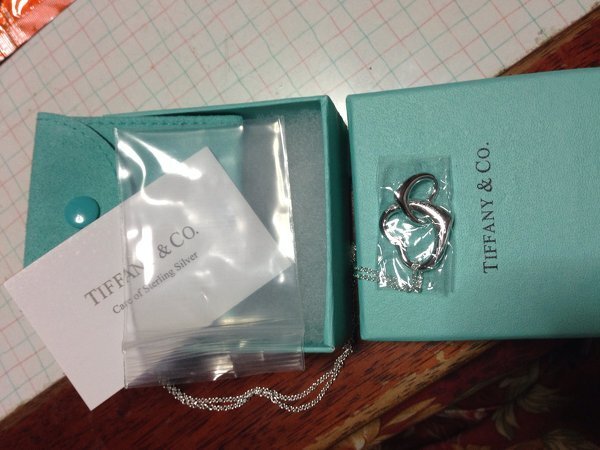 TIFFANY & CO.
Care of Sterling Silver
TIFFANY & CO.